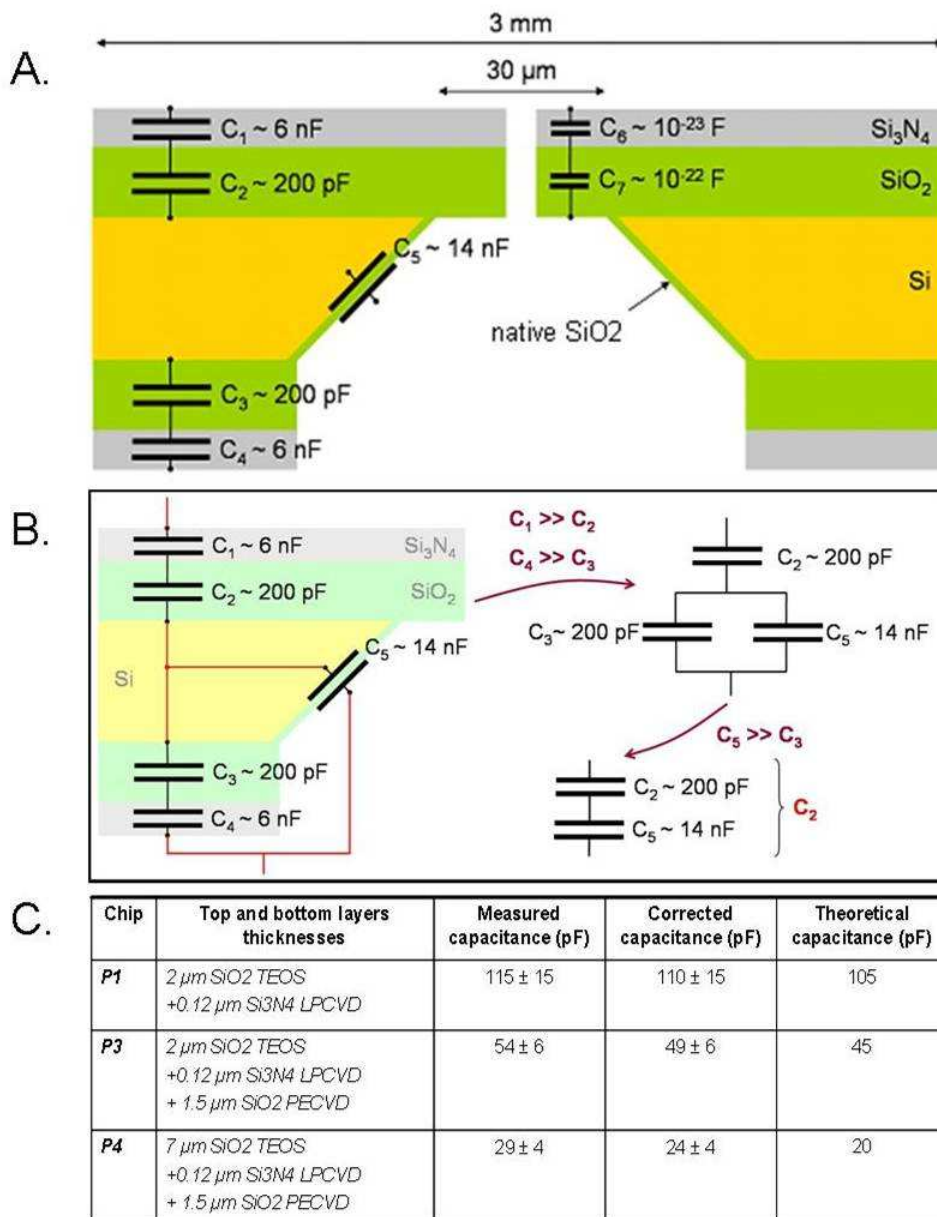 A.
3 mm
30 µm
C₁ ~ 6 nF
C₆ ~ 10⁻²³ F
Si₃N₄
C₂ ~ 200 pF
C₇ ~ 10⁻²² F
SiO₂
C₅ ~ 14 nF
Si
native SiO2
C₃ ~ 200 pF
C₄ ~ 6 nF
B.
C₁ ~ 6 nF
Si₃N₄
C₂ ~ 200 pF
SiO₂
C₅ ~ 14 nF
Si
C₃ ~ 200 pF
C₄ ~ 6 nF
C₁ >> C₂
C₄ >> C₃
C₂ ~ 200 pF
C₃~ 200 pF
C₅ ~ 14 nF
C₅ >> C₃
C₂ ~ 200 pF
C₅ ~ 14 nF
C₂
C.
Chip
Top and bottom layers
thicknesses
Measured
capacitance (pF)
Corrected
capacitance (pF)
Theoretical
capacitance (pF)
P1
2 µm SiO2 TEOS
+0.12 µm Si3N4 LPCVD
115 ± 15
110 ± 15
105
P3
2 µm SiO2 TEOS
+0.12 µm Si3N4 LPCVD
+ 1.5 µm SiO2 PECVD
54 ± 6
49 ± 6
45
P4
7 µm SiO2 TEOS
+0.12 µm Si3N4 LPCVD
+ 1.5 µm SiO2 PECVD
29 ± 4
24 ± 4
20